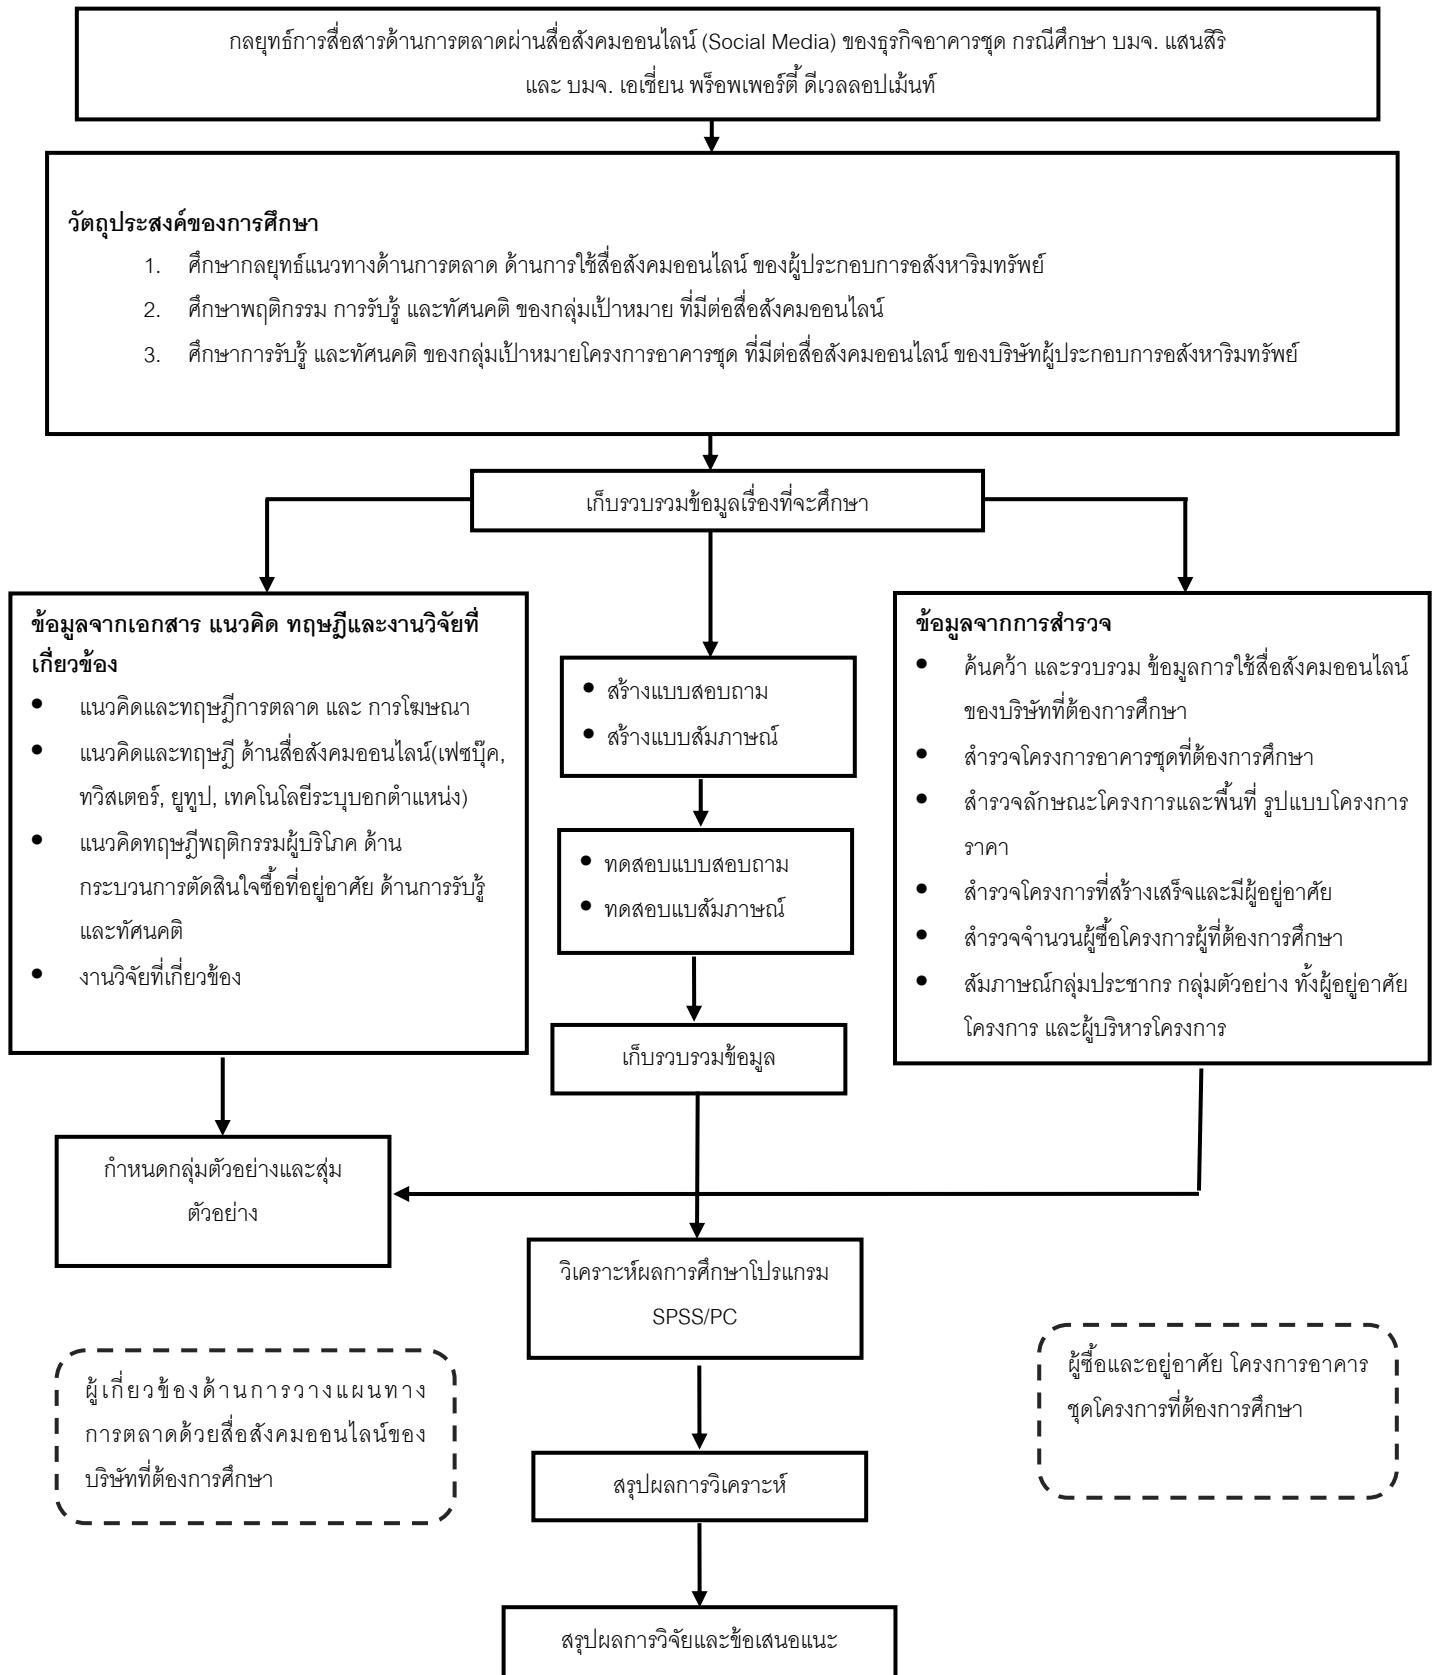 กลยุทธ์การสื่อสารด้านการตลาดผ่านสื่อสังคมออนไลน์ (Social Media) ของธุรกิจอาคารชุด กรณีศึกษา บมจ. แสนสิริ
และ บมจ. เอเชี่ยน พร็อพเพอร์ตี้ ดีเวลลอปเม้นท์
วัตถุประสงค์ของการศึกษา
1. ศึกษากลยุทธ์แนวทางด้านการตลาด ด้านการใช้สื่อสังคมออนไลน์ ของผู้ประกอบการอสังหาริมทรัพย์
2. ศึกษาพฤติกรรม การรับรู้ และทัศนคติ ของกลุ่มเป้าหมาย ที่มีต่อสื่อสังคมออนไลน์
3. ศึกษาการรับรู้ และทัศนคติ ของกลุ่มเป้าหมายโครงการอาคารชุด ที่มีต่อสื่อสังคมออนไลน์ ของบริษัทผู้ประกอบการอสังหาริมทรัพย์
เก็บรวบรวมข้อมูลเรื่องที่จะศึกษา
ข้อมูลจากเอกสาร แนวคิด ทฤษฎีและงานวิจัยที่
เกี่ยวข้อง
• แนวคิดและทฤษฎีการตลาด และ การโฆษณา
• แนวคิดและทฤษฎี ด้านสื่อสังคมออนไลน์(เฟซบุ๊ค,
ทวิสเตอร์, ยูทูป, เทคโนโลยีระบุบอกตำแหน่ง)
• แนวคิดทฤษฎีพฤติกรรมผู้บริโภค ด้าน
กระบวนการตัดสินใจซื้อที่อยู่อาศัย ด้านการรับรู้
และทัศนคติ
• งานวิจัยที่เกี่ยวข้อง
• สร้างแบบสอบถาม
• สร้างแบบสัมภาษณ์
• ทดสอบแบบสอบถาม
• ทดสอบแบสัมภาษณ์
เก็บรวบรวมข้อมูล
ข้อมูลจากการสำรวจ
• ค้นคว้า และรวบรวม ข้อมูลการใช้สื่อสังคมออนไลน์
ของบริษัทที่ต้องการศึกษา
• สำรวจโครงการอาคารชุดที่ต้องการศึกษา
• สำรวจลักษณะโครงการและพื้นที่ รูปแบบโครงการ
ราคา
• สำรวจโครงการที่สร้างเสร็จและมีผู้อยู่อาศัย
• สำรวจจำนวนผู้ซื้อโครงการผู้ที่ต้องการศึกษา
• สัมภาษณ์กลุ่มประชากร กลุ่มตัวอย่าง ทั้งผู้อยู่อาศัย
โครงการ และผู้บริหารโครงการ
กำหนดกลุ่มตัวอย่างและสุ่ม
ตัวอย่าง
วิเคราะห์ผลการศึกษาโปรแกรม
SPSS/PC
ผู้เกี่ยวข้องด้านการวางแผนทาง
การตลาดด้วยสื่อสังคมออนไลน์ของ
บริษัทที่ต้องการศึกษา
ผู้ซื้อและอยู่อาศัย โครงการอาคาร
ชุดโครงการที่ต้องการศึกษา
สรุปผลการวิเคราะห์
สรุปผลการวิจัยและข้อเสนอแนะ